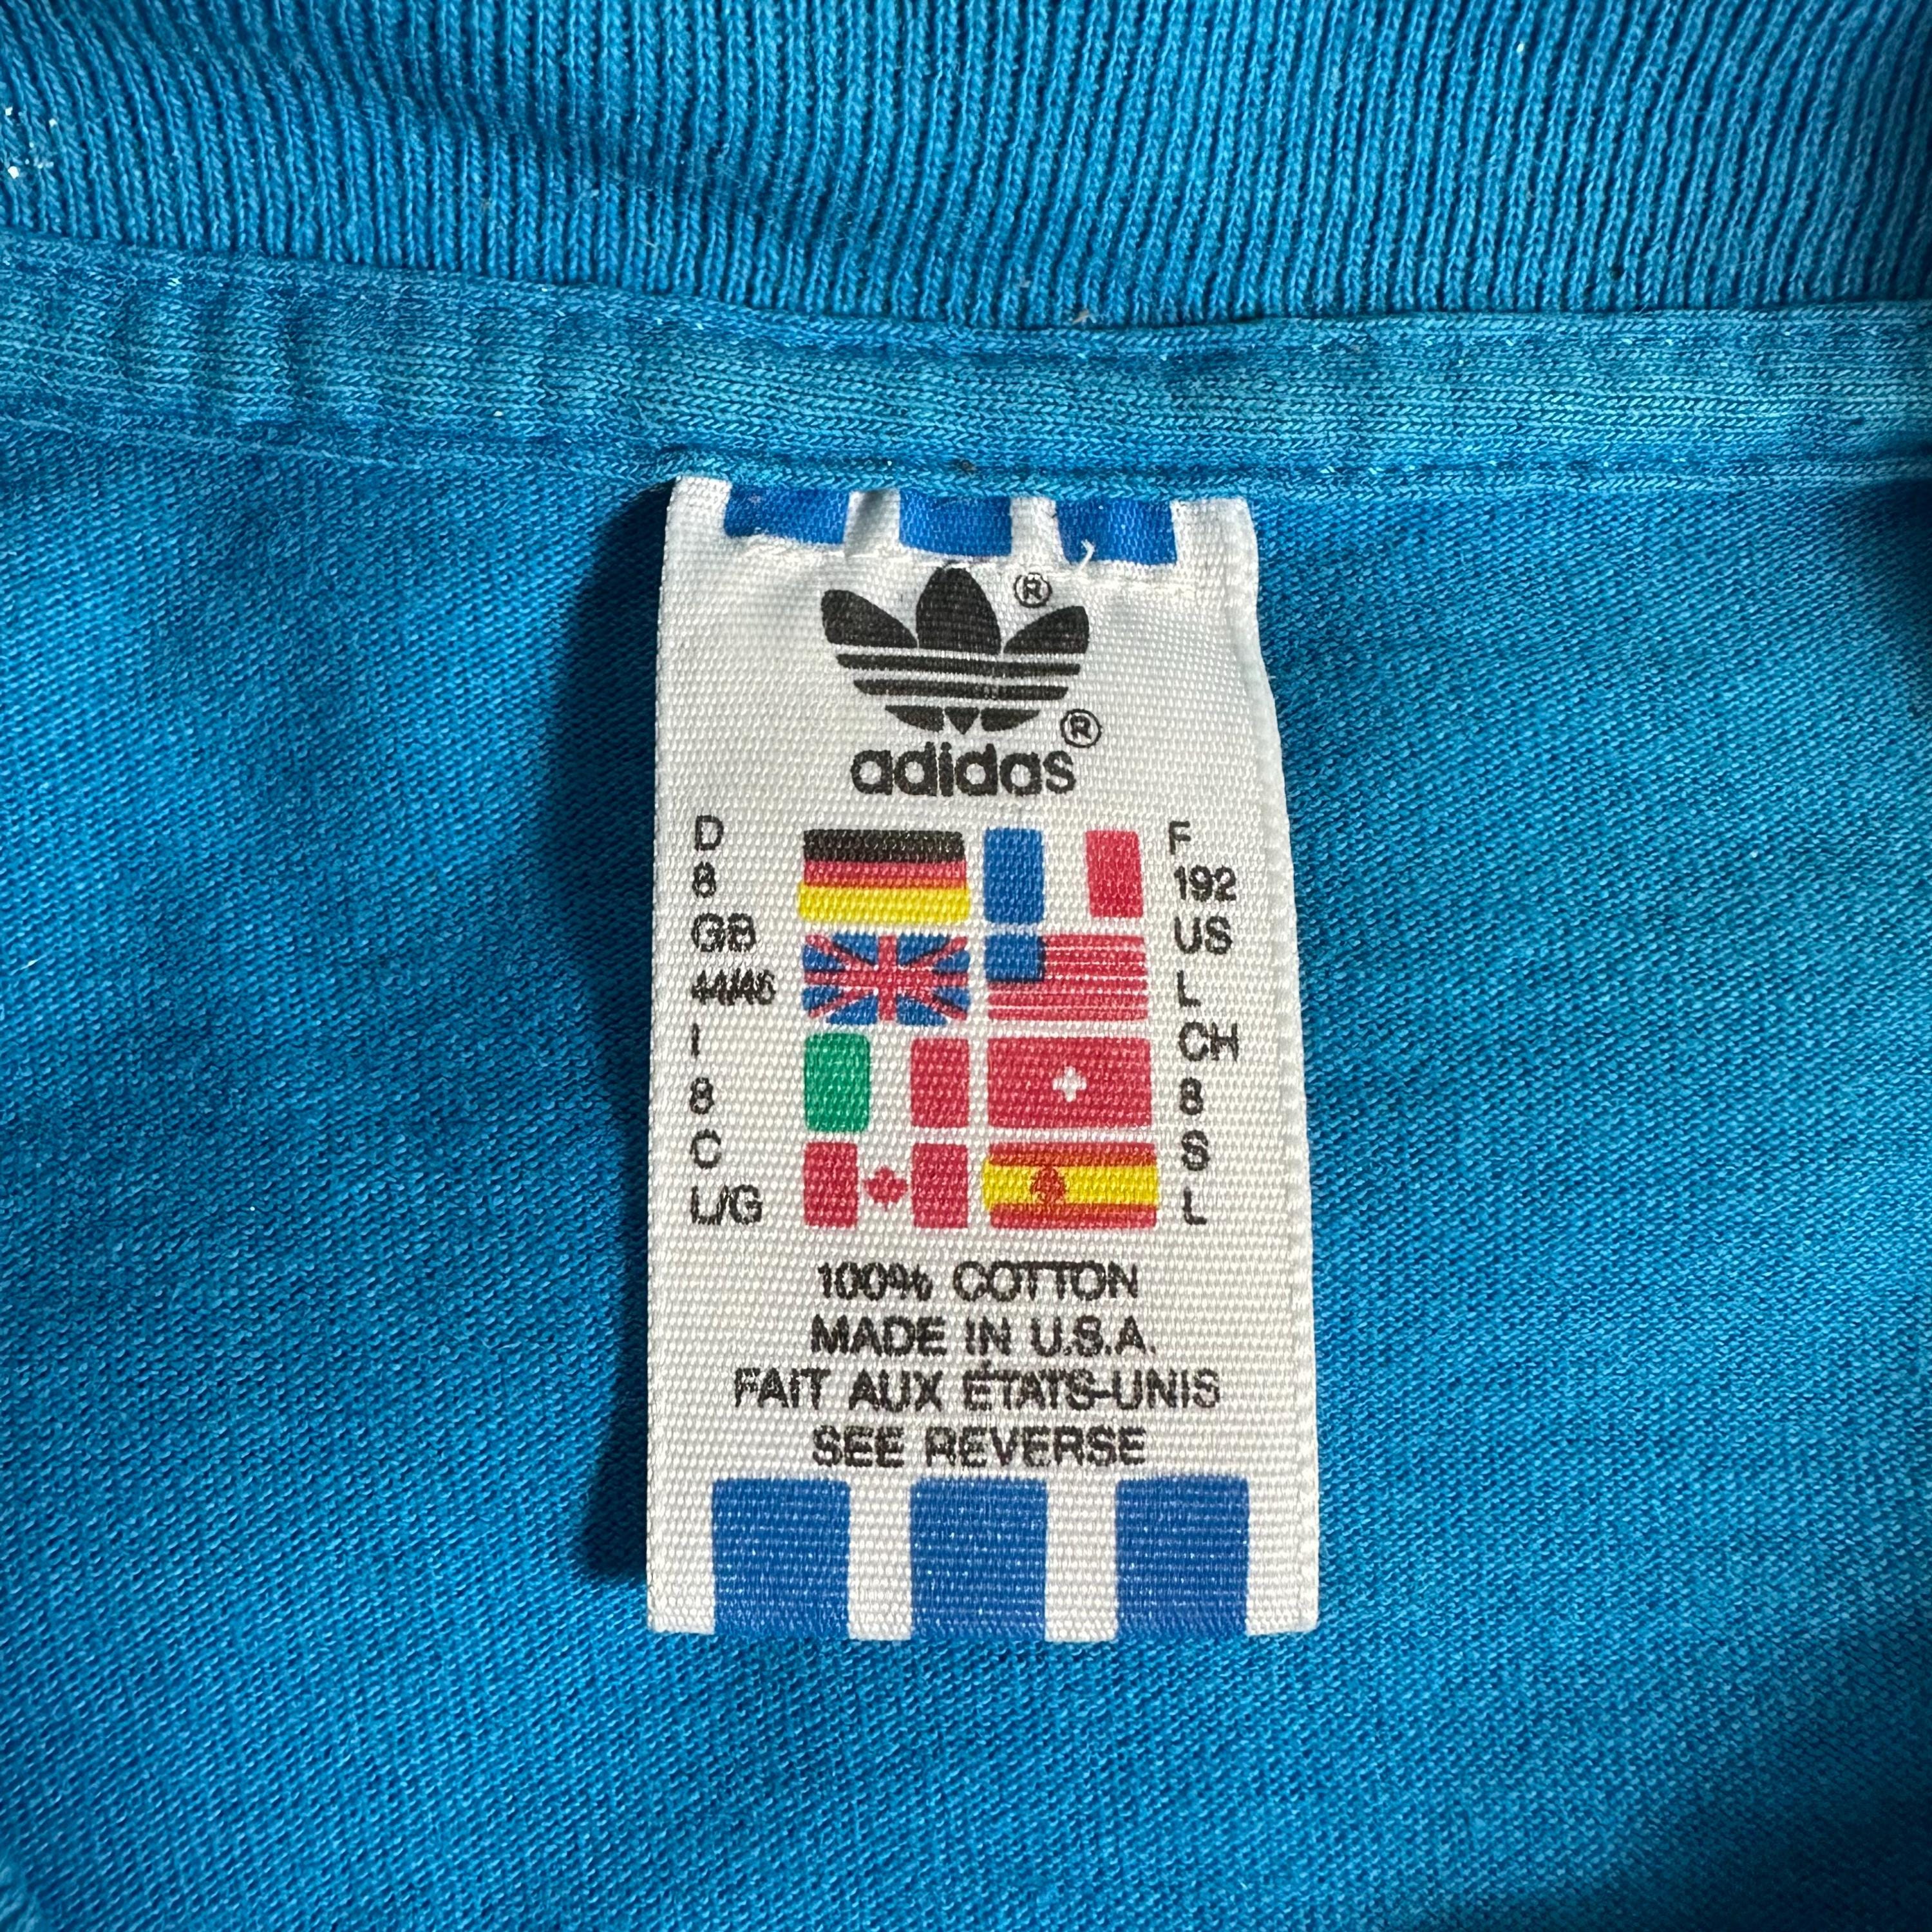 ®
®
adidas
D F
8 192
GB US
44/46 L
I CH
8 8
C S
L/G L
100% COTTON
MADE IN U.S.A.
FAIT AUX ÉTATS-UNIS
SEE REVERSE